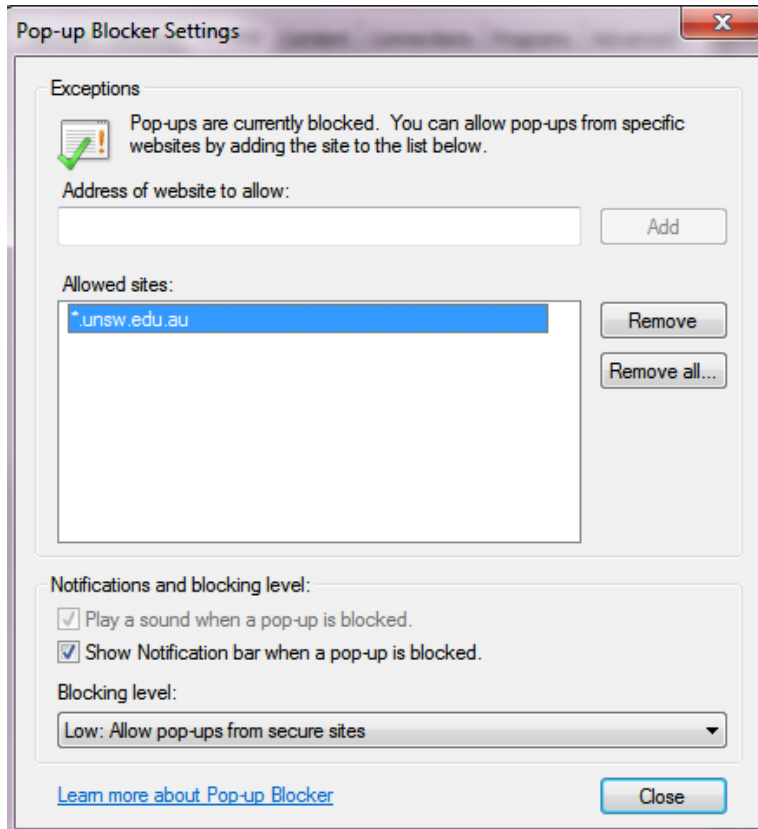 Pop-up Blocker Settings
Exceptions
Pop-ups are currently blocked. You can allow pop-ups from specific
websites by adding the site to the list below.
Address of website to allow:
Add
Allowed sites:
*.unsw.edu.au
Remove
Remove all...
Notifications and blocking level:
Play a sound when a pop-up is blocked.
Show Notification bar when a pop-up is blocked.
Blocking level:
Low: Allow pop-ups from secure sites
Learn more about Pop-up Blocker
Close